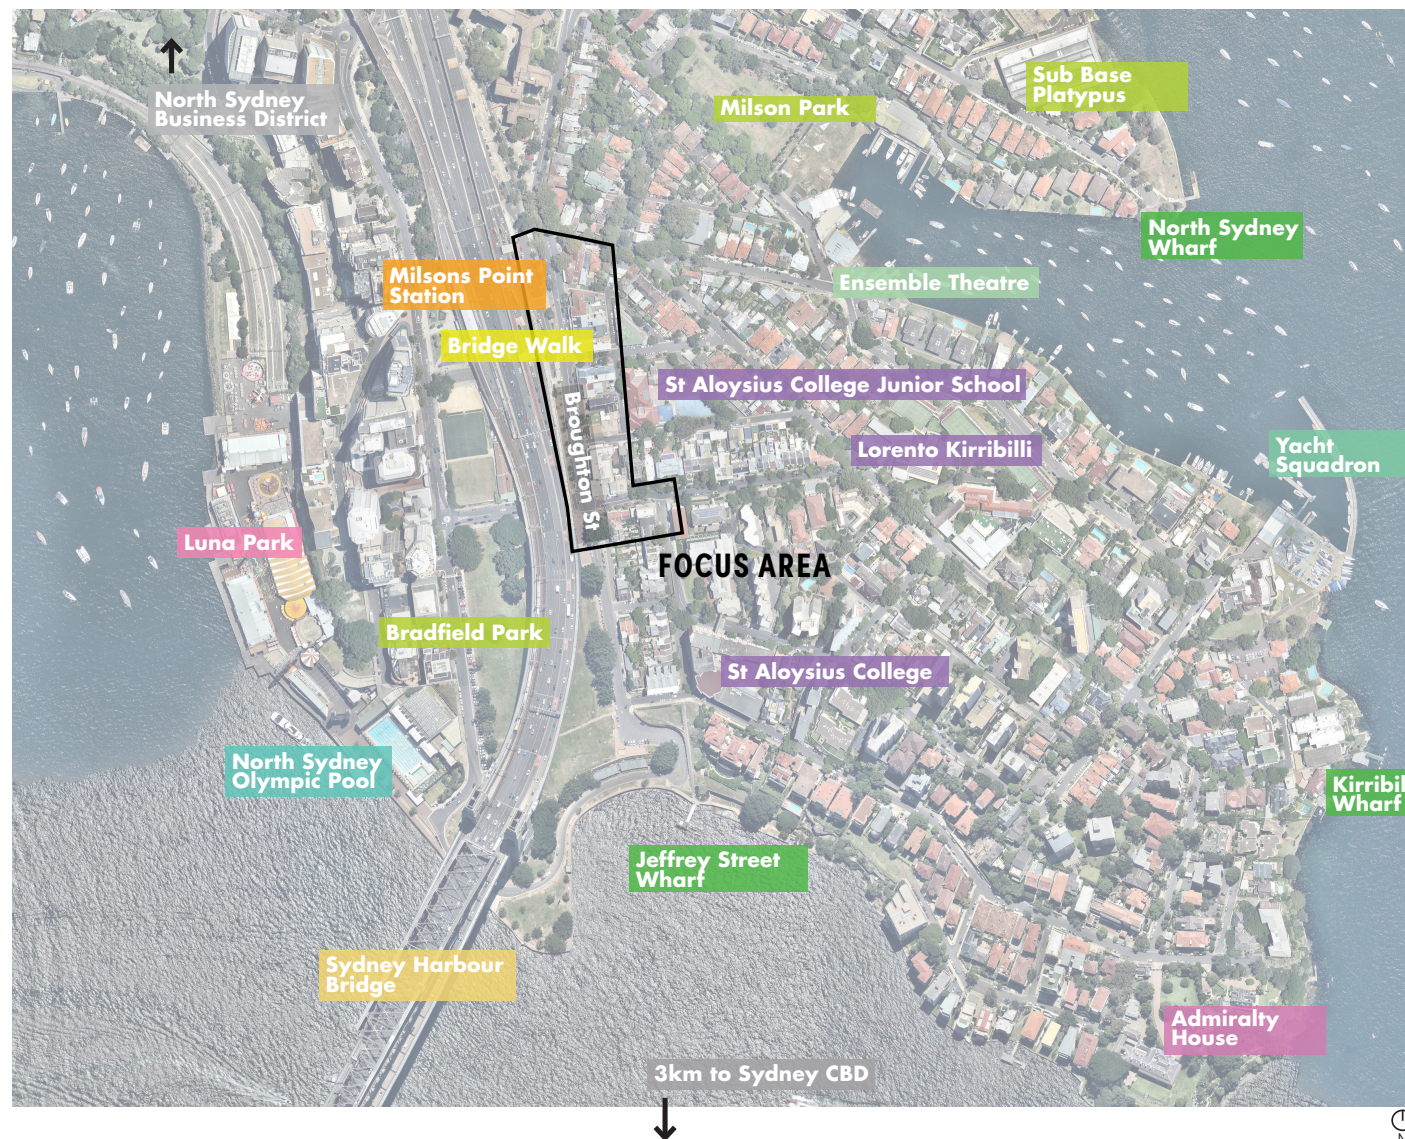 North Sydney
Business District
Sub Base
Platypus
Milson Park
North Sydney
Wharf
Milsons Point
Station
Ensemble Theatre
Bridge Walk
St Aloysius College Junior School
Broughton St
Lorento Kirribilli
Yacht
Squadron
Luna Park
FOCUS AREA
Bradfield Park
St Aloysius College
North Sydney
Olympic Pool
Kirribil
Wharf
Jeffrey Street
Wharf
Sydney Harbour
Bridge
Admiralty
House
3km to Sydney CBD